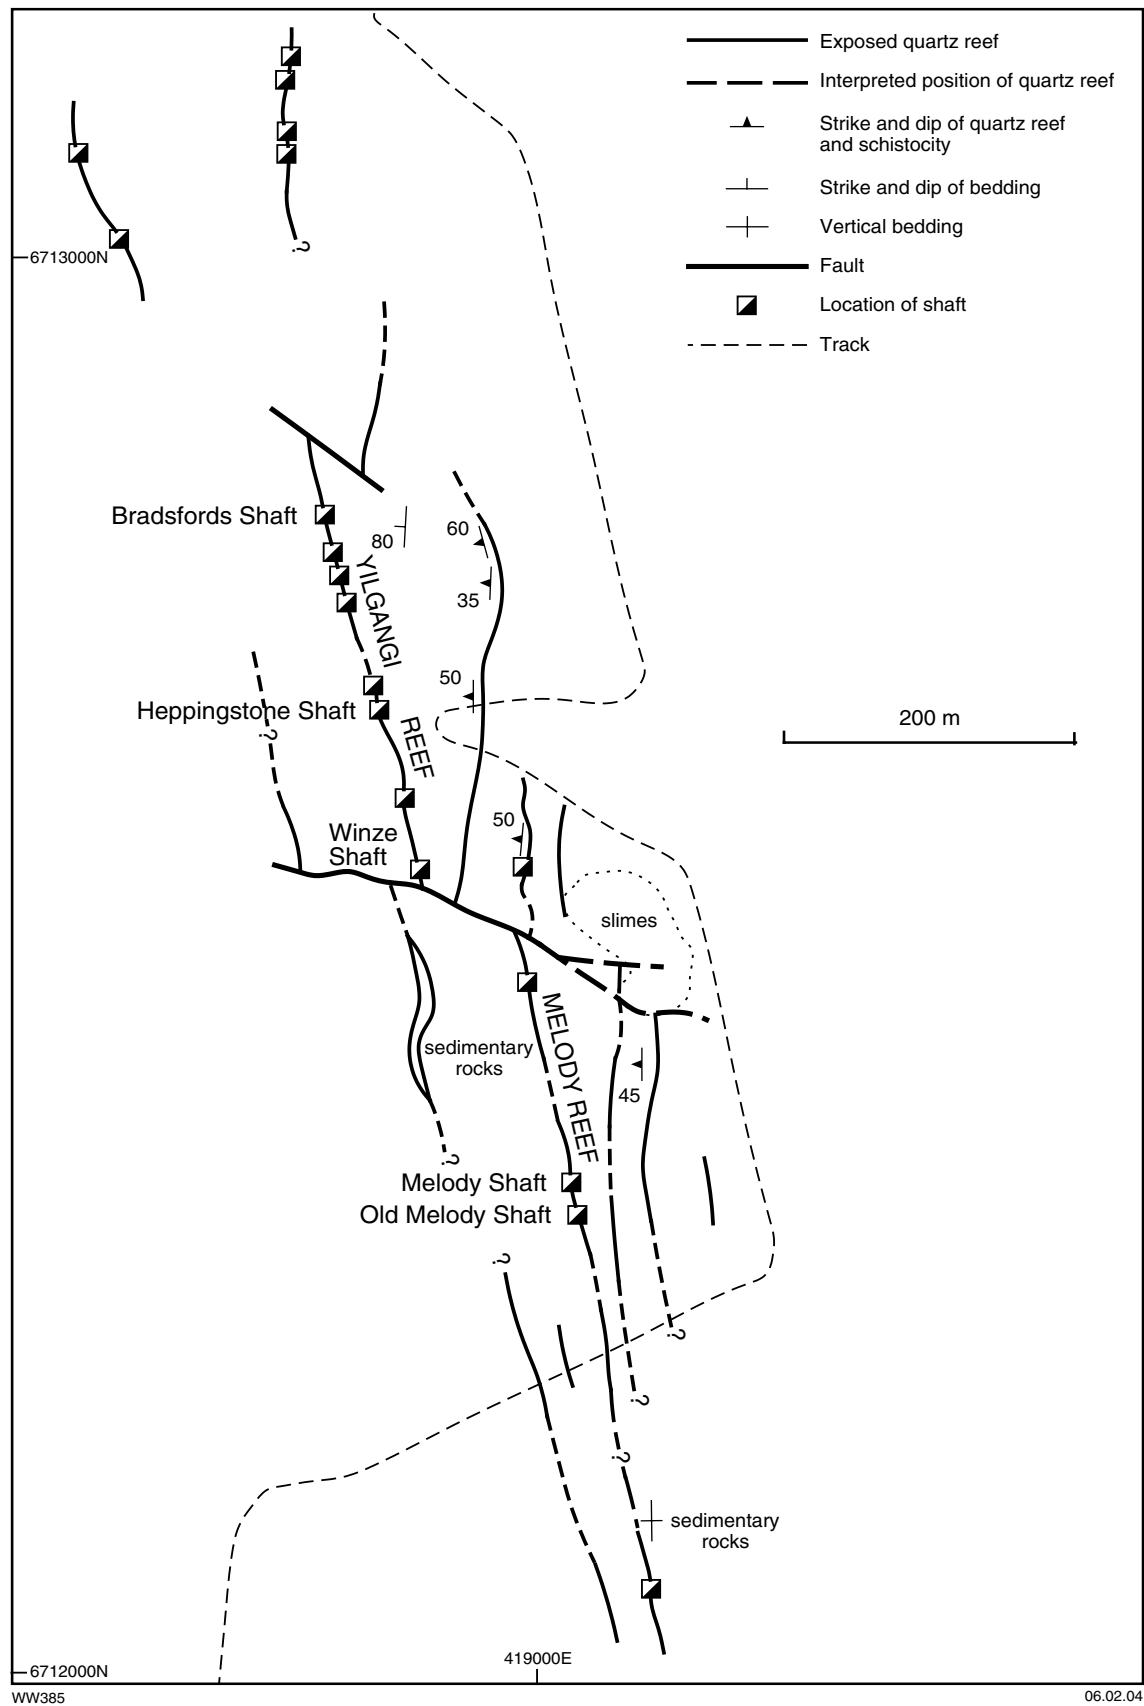 Exposed quartz reef
Interpreted position of quartz reef
Strike and dip of quartz reef
and schistocity
Strike and dip of bedding
Vertical bedding
Fault
Location of shaft
Track
?
6713000N
Bradsfords Shaft
80
60
35
YILGANGI
50
Heppingstone Shaft
?
REEF
200 m
50
Winze
Shaft
slimes
MELODY REEF
sedimentary
rocks
45
?
Melody Shaft
Old Melody Shaft
?
?
?
?
sedimentary
rocks
419000E
6712000N
WW385
06.02.04